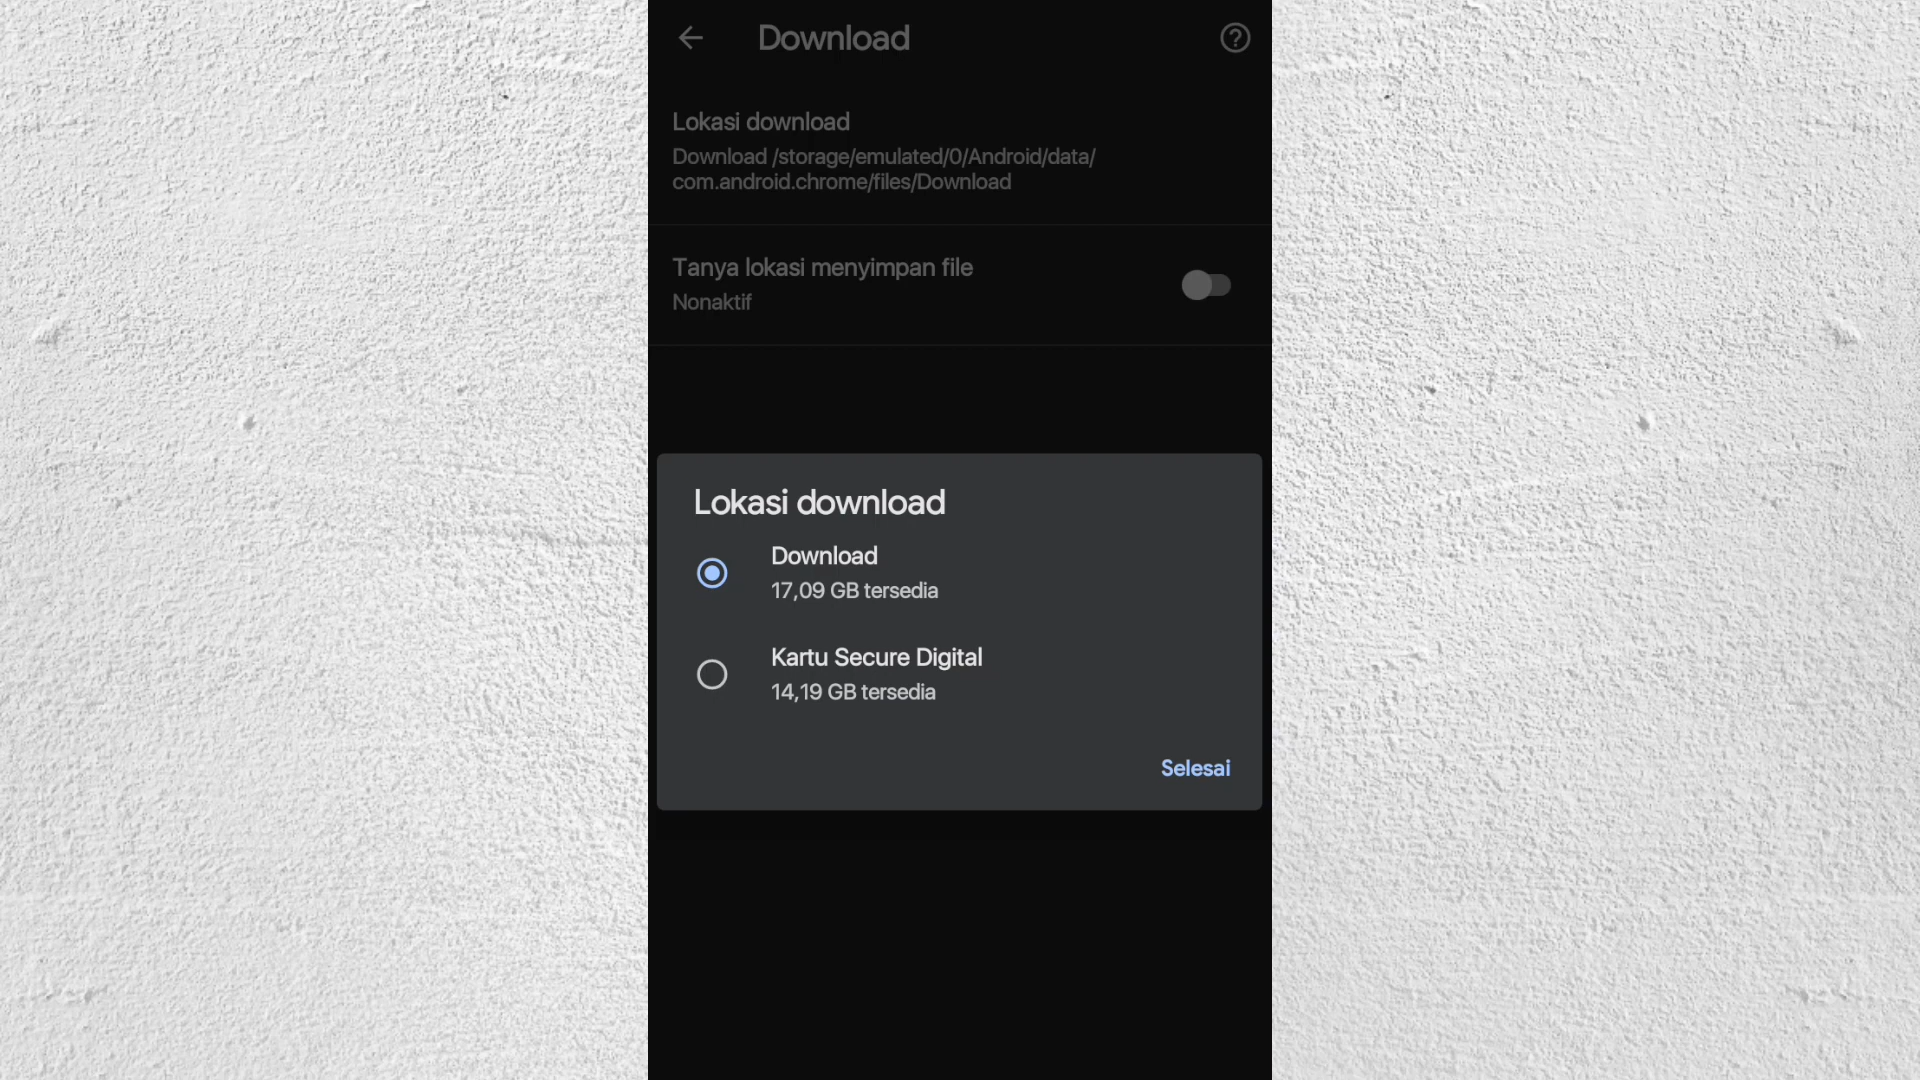 Download
Lokasi download
Download /storage/emulated/0/Android/data/
com.android.chrome/files/Download
Tanya lokasi menyimpan file
Nonaktif
Lokasi download
Download
17,09 GB tersedia
Kartu Secure Digital
14,19 GB tersedia
Selesai